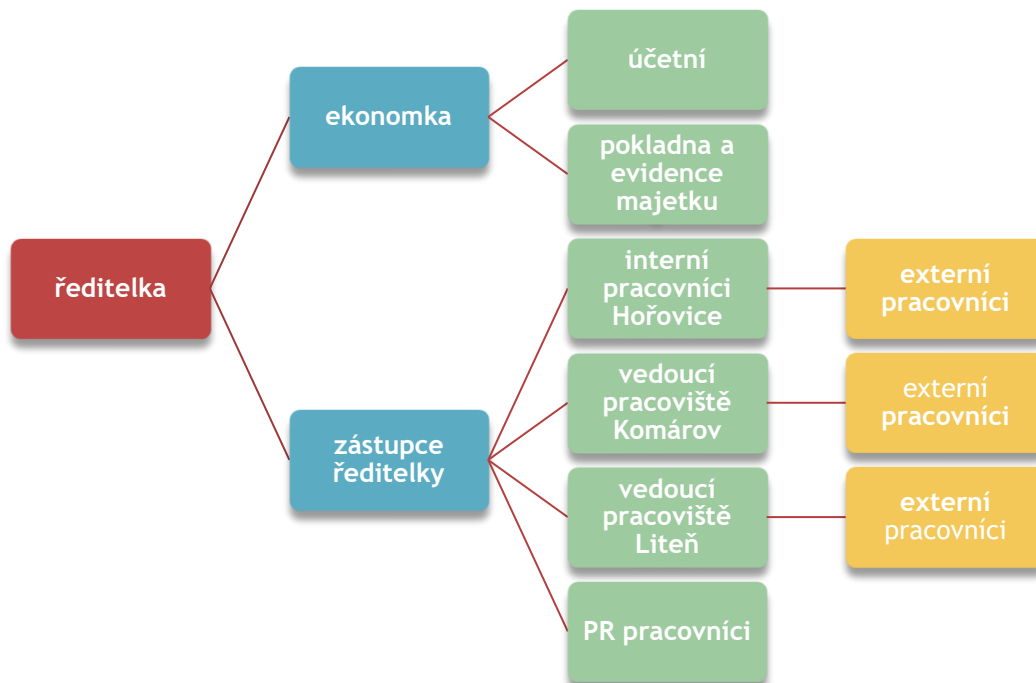 účetní
ekonomka
pokladna a
evidence
majetku
ředitelka
interní
pracovníci
Hořovice
externí
pracovníci
vedoucí
pracoviště
Komárov
externí
pracovníci
zástupce
ředitelky
vedoucí
pracoviště
Liteň
externí
pracovníci
PR pracovníci